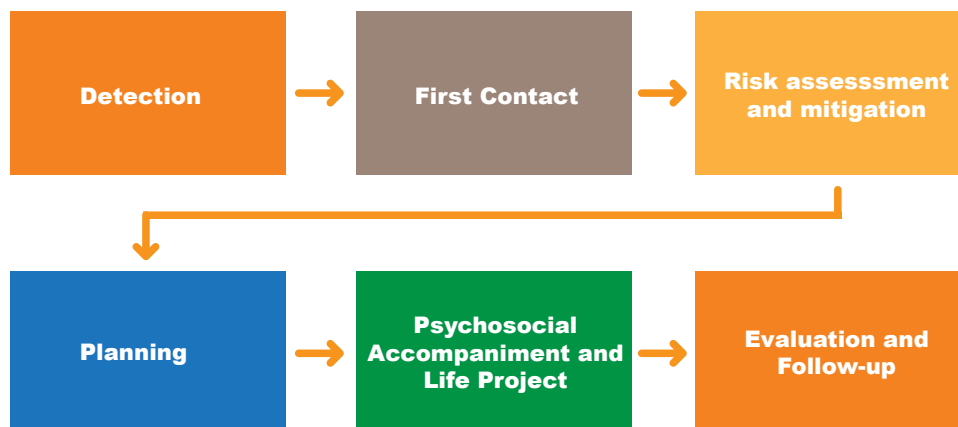 Detection
First Contact
Risk assesssment
and mitigation
Planning
Psychosocial
Accompaniment and
Life Project
Evaluation and
Follow-up